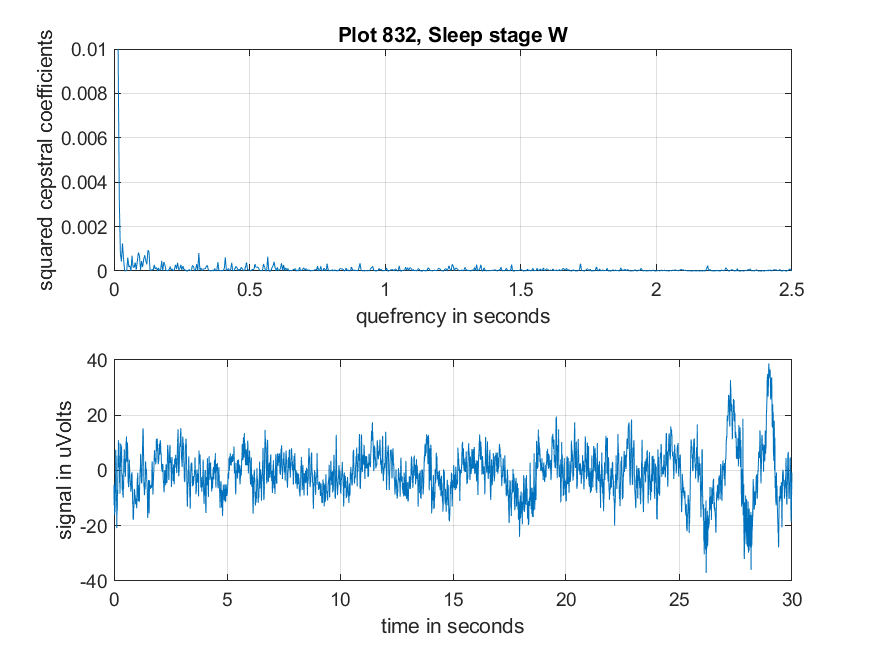 Plot 832, Sleep stage W
squared cepstral coefficients
0.01
0.008
0.006
0.004
0.002
0
0 0.5 1 1.5 2 2.5
quefrency in seconds
signal in uVolts
40
20
0
-20
-40
0 5 10 15 20 25 30
time in seconds